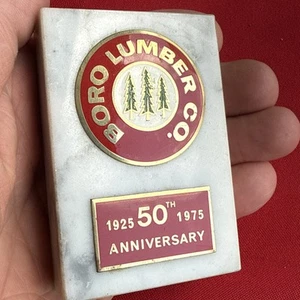 BORO LUMBER CO.
1925 50TH 1975
ANNIVERSARY